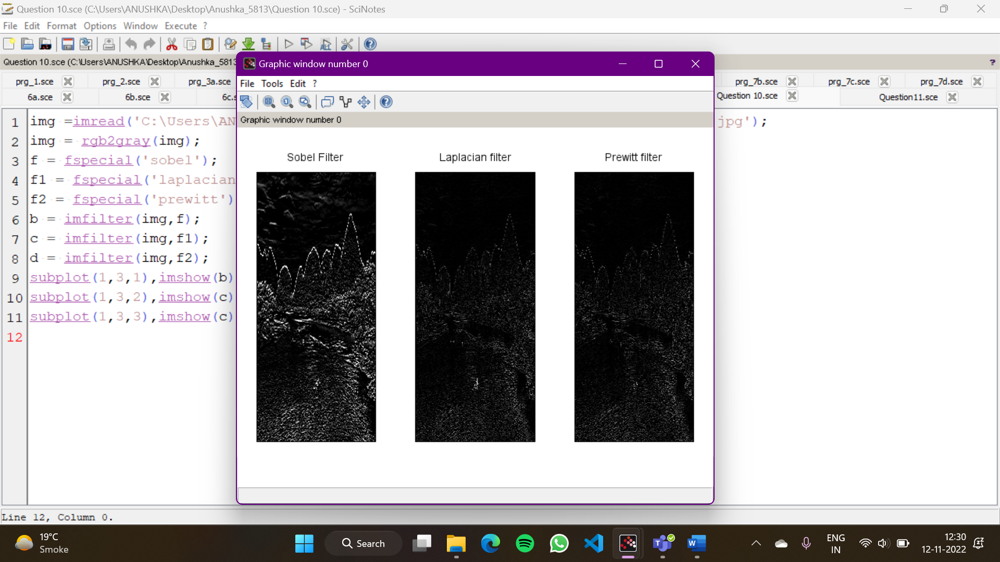 Question 10.sce (C:\Users\ANUSHKA\Desktop\Anushka_5813\Question 10.sce) - SciNotes
File Edit Format Options Window Execute ?
Question 10.sce (C:\Users\ANUSHKA\Desktop\Anushka_5813
?
prg_1.sce prg_2.sce prg_3a.sce prg_7b.sce prg_7c.sce prg_7d.sce
6a.sce 6b.sce 6c.s Question 10.sce Question11.sce
1 img =imread('C:\Users\AN jpg');
2 img = rgb2gray(img);
3 f = fspecial('sobel');
4 f1 = fspecial('laplacian
5 f2 = fspecial('prewitt')
6 b = imfilter(img,f);
7 c = imfilter(img,f1);
8 d = imfilter(img,f2);
9 subplot(1,3,1),imshow(b)
10 subplot(1,3,2),imshow(c)
11 subplot(1,3,3),imshow(c)
12
Graphic window number 0
File Tools Edit ?
Graphic window number 0
Sobel Filter Laplacian filter Prewitt filter
Line 12, Column 0.
19°C
Smoke
Search
ENG
IN
12:30
12-11-2022